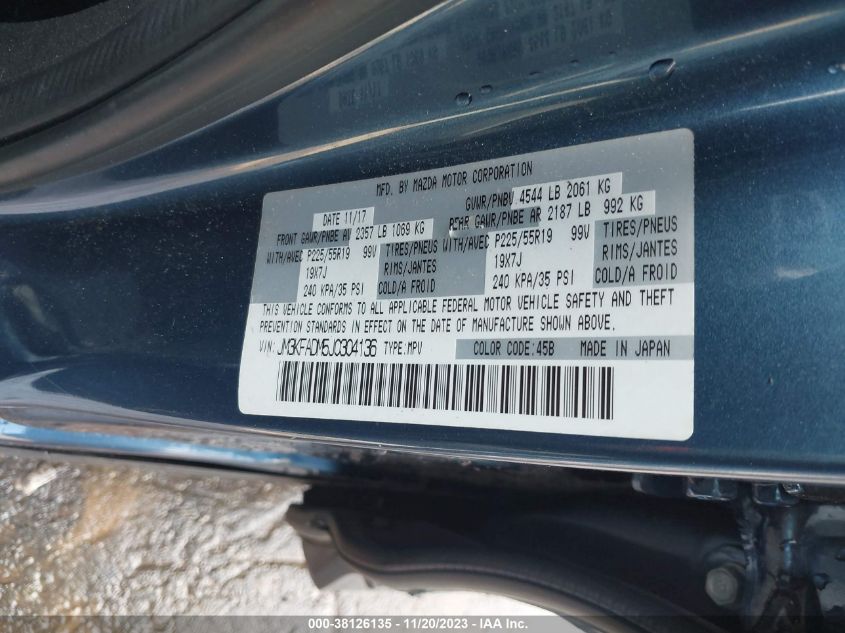 MFD. BY MAZDA MOTOR CORPORATION
DATE 11/17 GVWR/PNBV 4544 LB 2061 KG
FRONT GAWR/PNBE AV 2357 LB 1069 KG REAR GAWR/PNBE AR 2187 LB 992 KG
WITH/AVEC P225/55R19 99V TIRES/PNEUS WITH/AVEC P225/55R19 99V TIRES/PNEUS
19X7J RIMS/JANTES 19X7J RIMS/JANTES
240 KPA/35 PSI COLD/A FROID 240 KPA/35 PSI COLD/A FROID
THIS VEHICLE CONFORMS TO ALL APPLICABLE FEDERAL MOTOR VEHICLE SAFETY AND THEFT
PREVENTION STANDARDS IN EFFECT ON THE DATE OF MANUFACTURE SHOWN ABOVE.
VIN: JM3KFADM5J0304136 TYPE:MPV COLOR CODE:45B MADE IN JAPAN
000-38126135 - 11/20/2023 - IAAI, Inc.